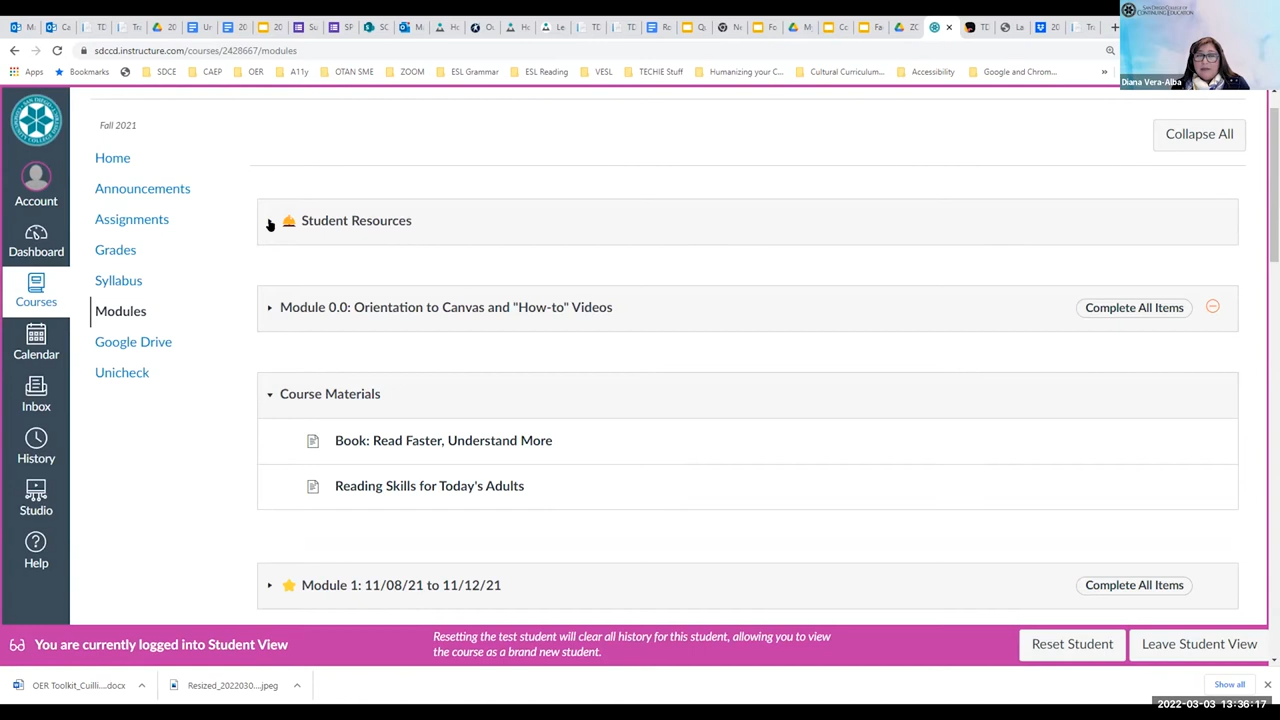 sdccd.instructure.com/courses/2428667/modules
Apps
Bookmarks
SDCE
CAEP
OER
A11y
OTAN SME
ZOOM
ESL Grammar
ESL Reading
VESL
TECHIE Stuff
Humanizing your C...
Cultural Curriculum...
Accessibility
Google and Chrom...
»
Diana Vera-Alba
Fall 2021
Collapse All
Account
Dashboard
Courses
Calendar
Inbox
History
Studio
Help
Home
Announcements
Assignments
Grades
Syllabus
Modules
Google Drive
Unicheck
Student Resources
Module 0.0: Orientation to Canvas and "How-to" Videos
Complete All Items
Course Materials
Book: Read Faster, Understand More
Reading Skills for Today's Adults
Module 1: 11/08/21 to 11/12/21
Complete All Items
You are currently logged into Student View
Resetting the test student will clear all history for this student, allowing you to view
the course as a brand new student.
Reset Student
Leave Student View
OER Toolkit_Cuilli....docx
Resized_2022030....jpeg
Show all
2022-03-03 13:36:17